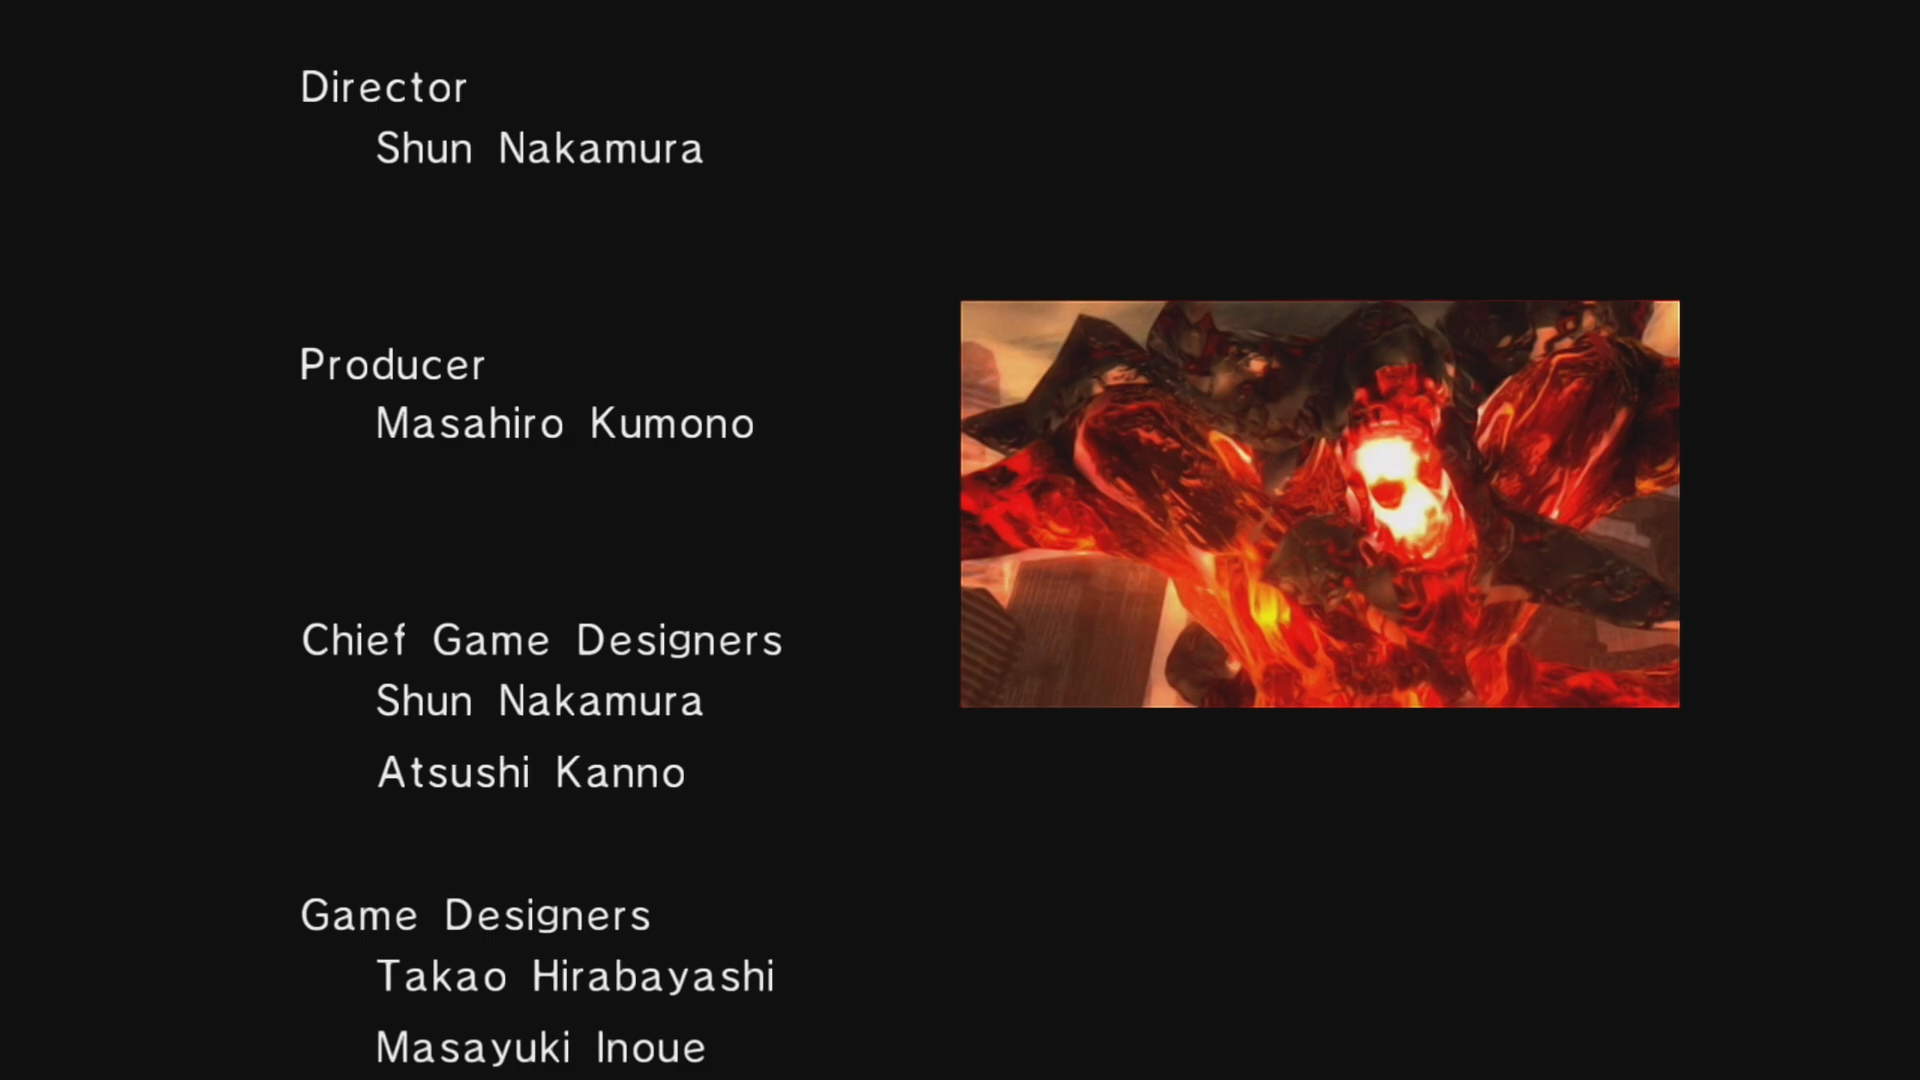 Director
Shun Nakamura
Producer
Masahiro Kumono
Chief Game Designers
Shun Nakamura
Atsushi Kanno
Game Designers
Takao Hirabayashi
Masayuki Inoue